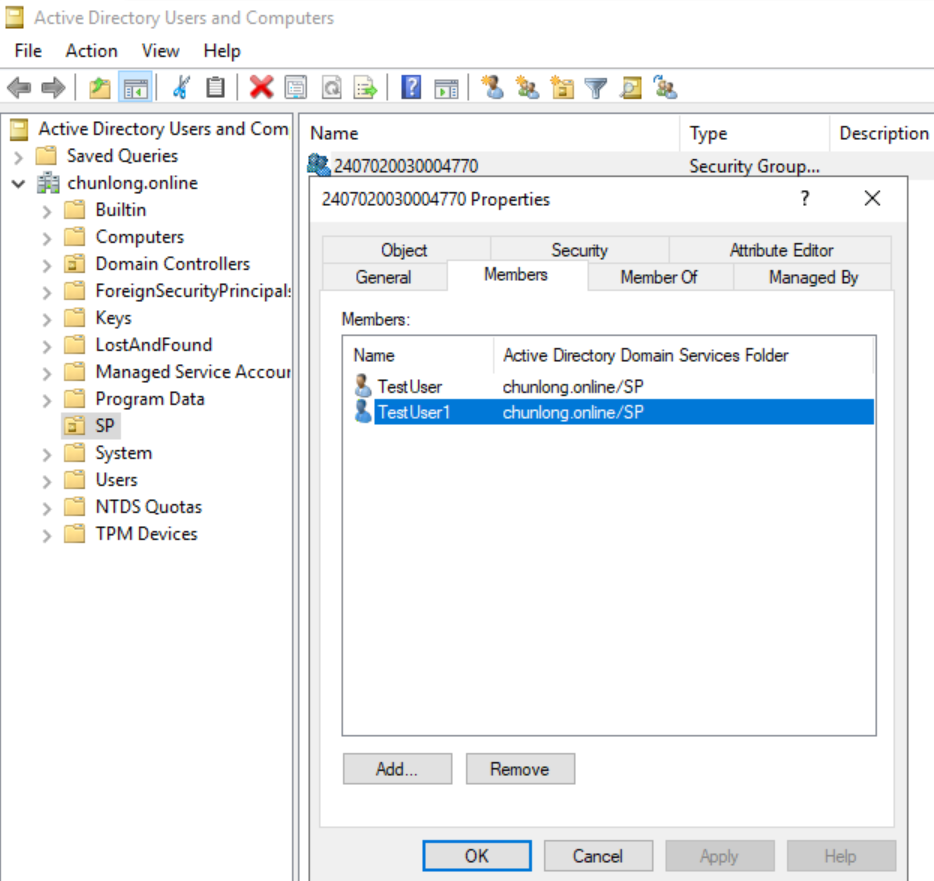 Active Directory Users and Computers
File Action View Help
Active Directory Users and Com
Saved Queries
chunlong.online
Builtin
Computers
Domain Controllers
ForeignSecurityPrincipals
Keys
LostAndFound
Managed Service Accour
Program Data
SP
System
Users
NTDS Quotas
TPM Devices
Name Type Description
2407020030004770 Security Group...
2407020030004770 Properties ?
Object Security Attribute Editor
General Members Member Of Managed By
Members:
Name Active Directory Domain Services Folder
TestUser chunlong.online/SP
TestUser1 chunlong.online/SP
Add... Remove
OK Cancel Apply Help